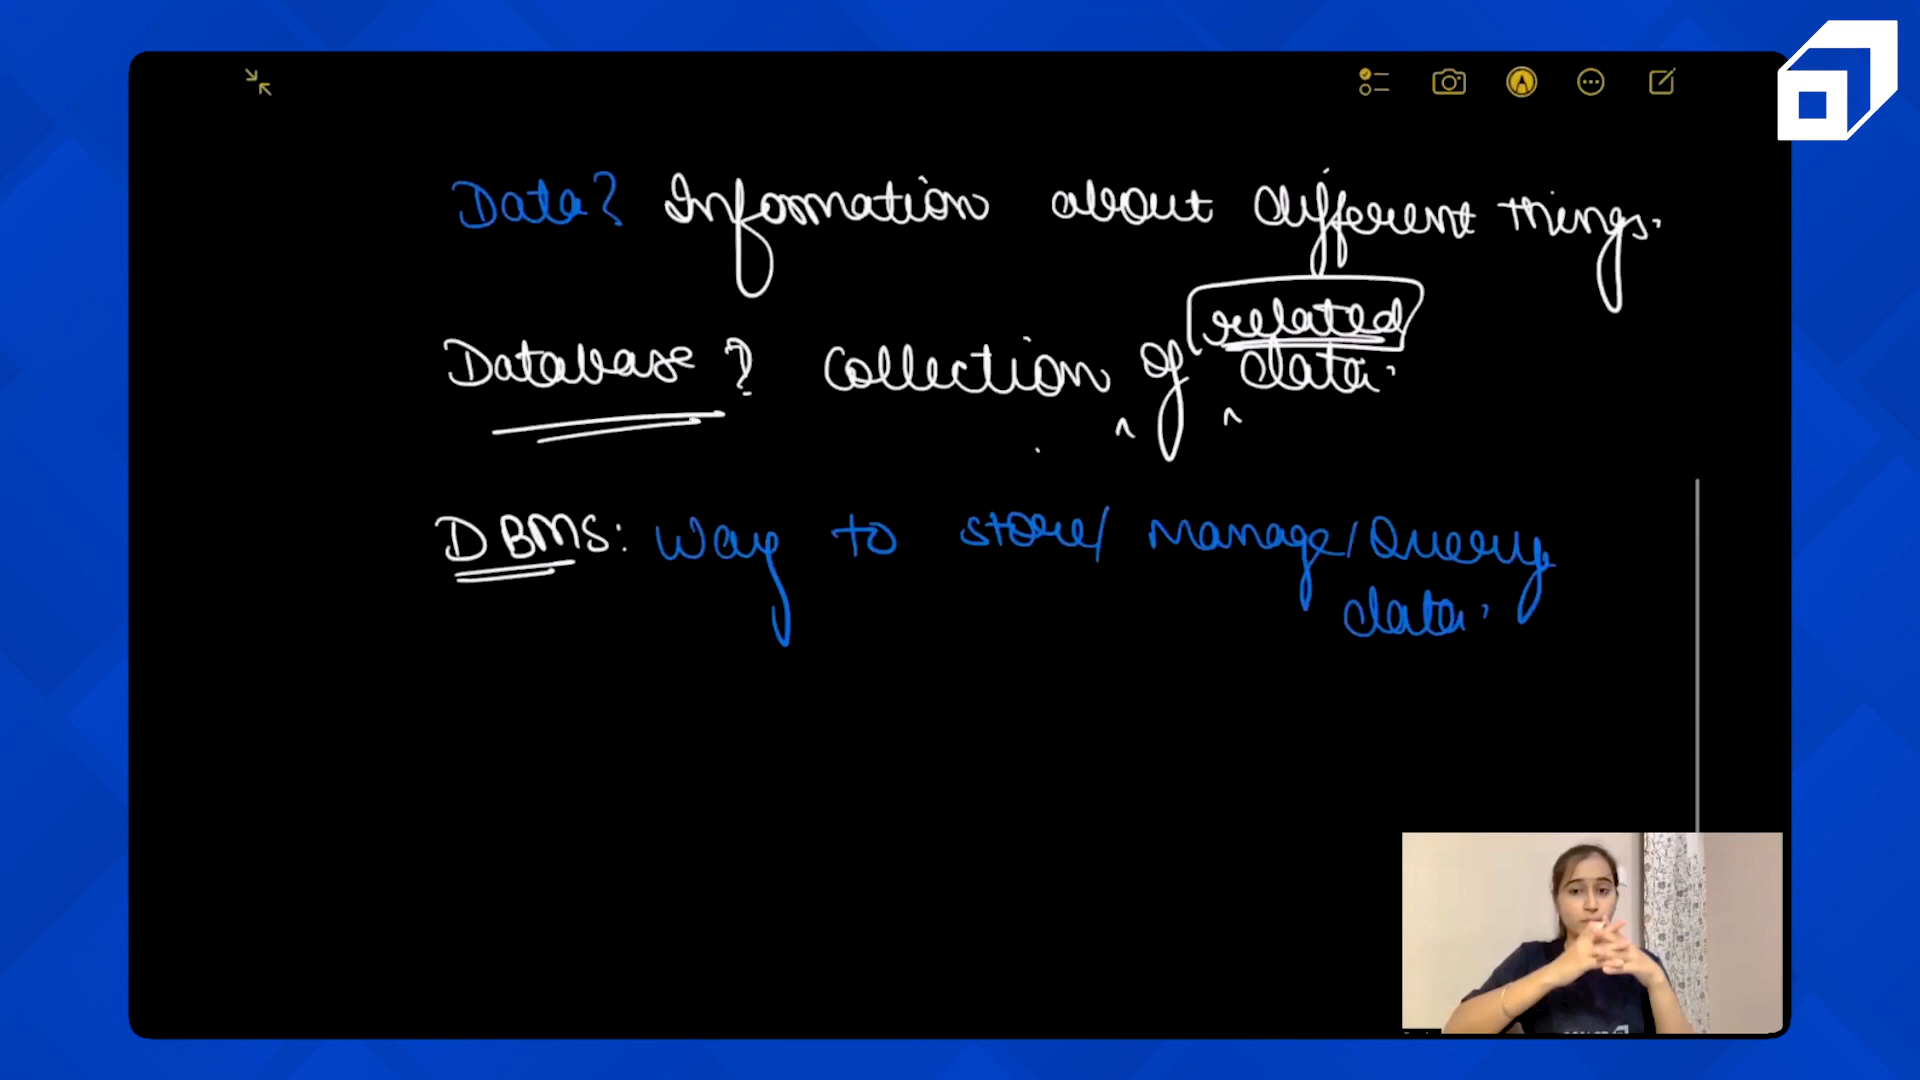 Data? Information about different things.
related
Database? Collection of data.
DBMS: Way to store/ Manage/Query
data.